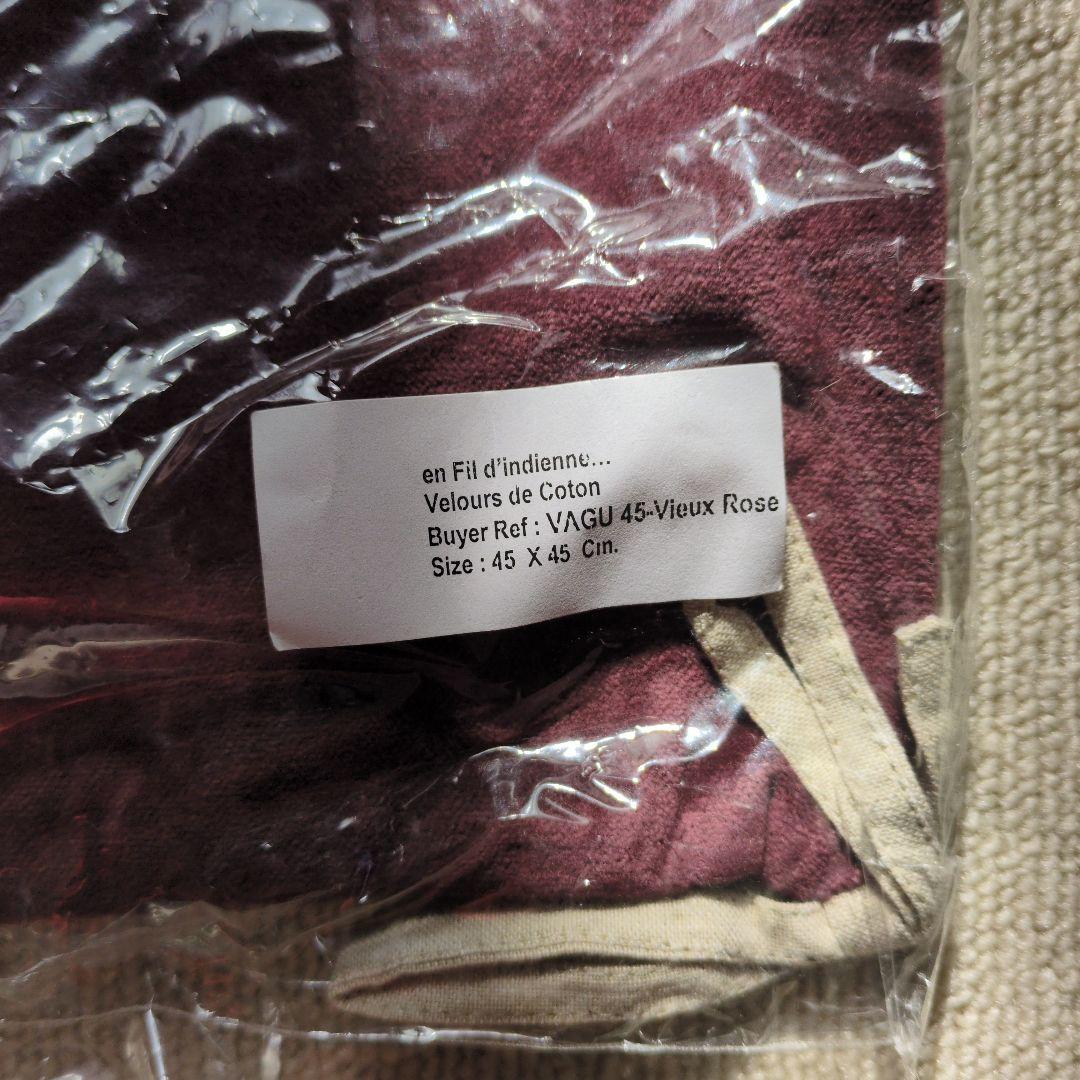 en Fil d'indienne...
Velours de Coton
Buyer Ref : VAGU 45-Vieux Rose
Size : 45 X 45 Cm.